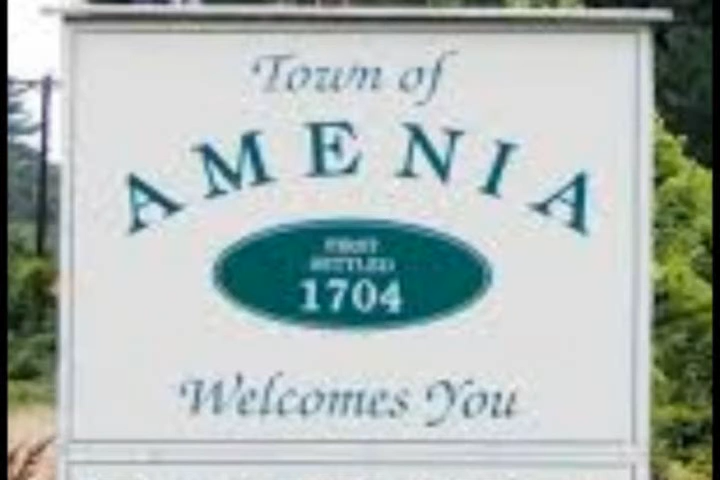 Town of
AMENIA
FIRST
SETTLED
1704
Welcomes You